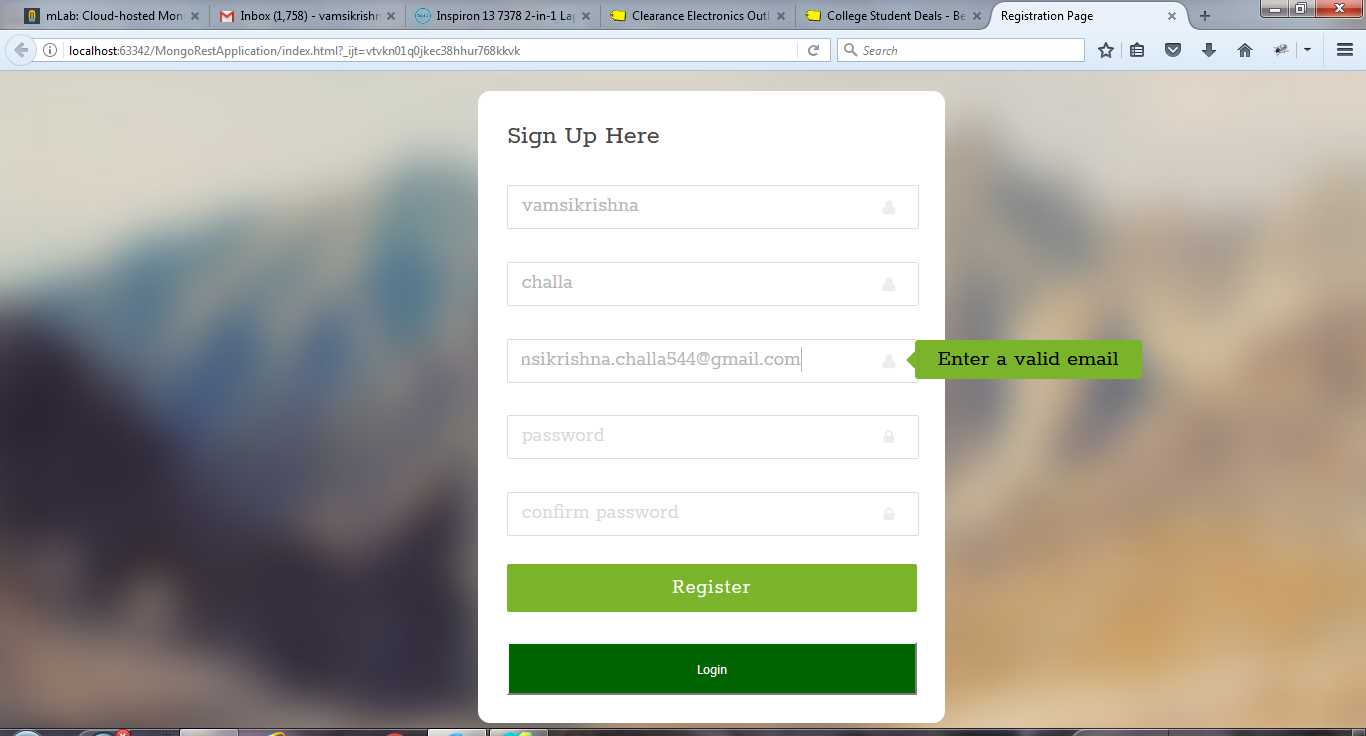 mLab: Cloud-hosted Mon
Inbox (1,758) - vamsikrishn
Inspiron 13 7378 2-in-1 La
Clearance Electronics Outl
College Student Deals - Be
Registration Page
localhost:63342/MongoRestApplication/index.html?_ijt=vtvkn01q0jkec38hhur768kkvk
Search
Sign Up Here
vamsikrishna
challa
nsikrishna.challa544@gmail.com
Enter a valid email
password
confirm password
Register
Login